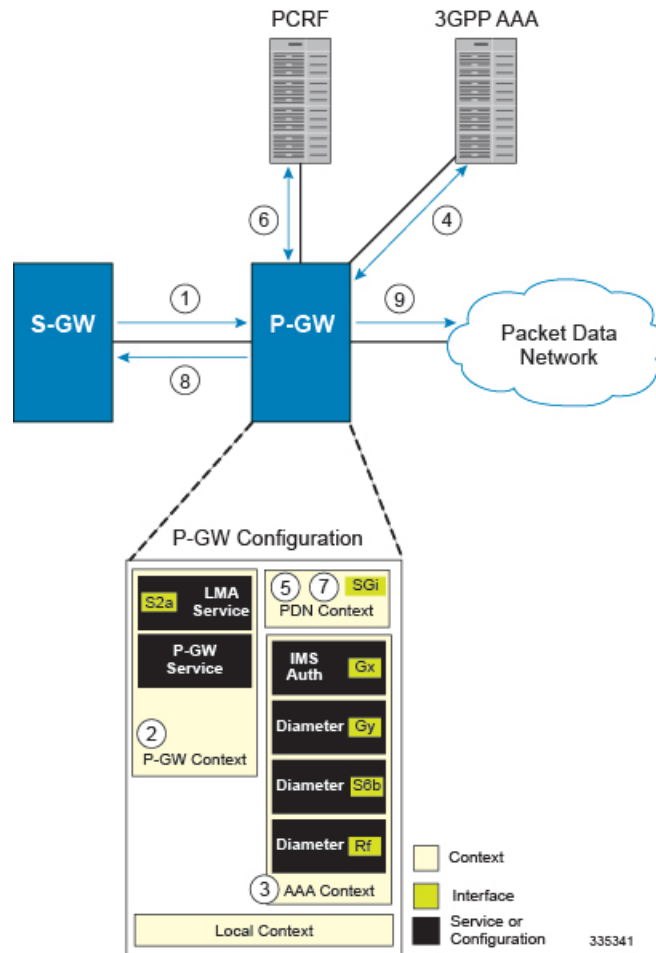 PCRF
3GPP AAA
6
4
S-GW
1
8
P-GW
9
Packet Data
Network
P-GW Configuration
S2a
LMA
Service
P-GW
Service
2
P-GW Context
5
7
SGi
PDN Context
IMS
Auth
Gx
Diameter
Gy
Diameter
S6b
Diameter
Rf
3
AAA Context
Local Context
Context
Interface
Service or
Configuration
335341